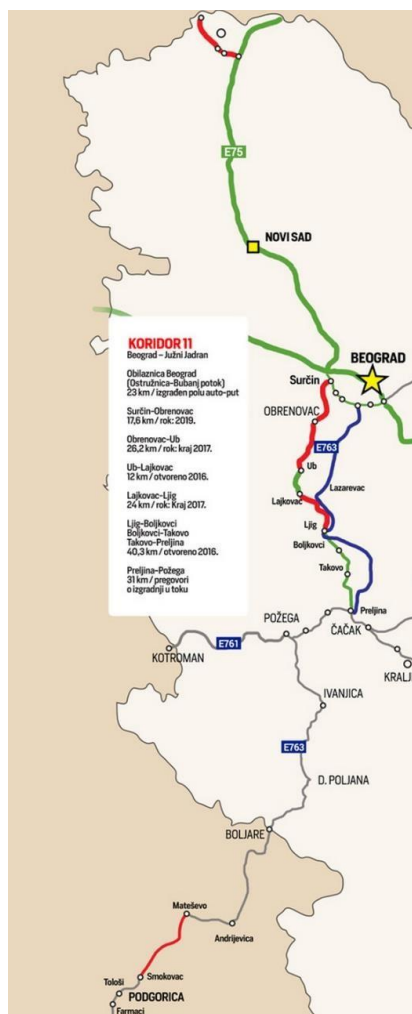 E75
NOVI SAD
KORIDOR 11
Beograd – Južni Jadran
Obilaznica Beograd
(Ostružnica-Bubanj potok)
23 km / izgrađen polu auto-put
Surčin-Obrenovac
17,6 km / rok: 2019.
Obrenovac-Ub
26,2 km / rok: kraj 2017.
Ub-Lajkovac
12 km / otvoreno 2016.
Lajkovac-Ljig
24 km / rok: Kraj 2017.
Ljig-Boljkovci
Boljkovci-Takovo
Takovo-Preljina
40,3 km / otvoreno 2016.
Preljina-Požega
31 km / pregovori
o izgradnji u toku
BEOGRAD
Surčin
OBRENOVAC
E763
Ub
Lazarevac
Lajkovac
Ljig
Boljkovci
Takovo
Preljina
POŽEGA
ČAČAK
E761
KOTROMAN
KRALJ
IVANJICA
E763
D. POLJANA
BOLJARE
Mateševo
Andrijevica
Smokovac
Tološi
PODGORICA
Farmaci